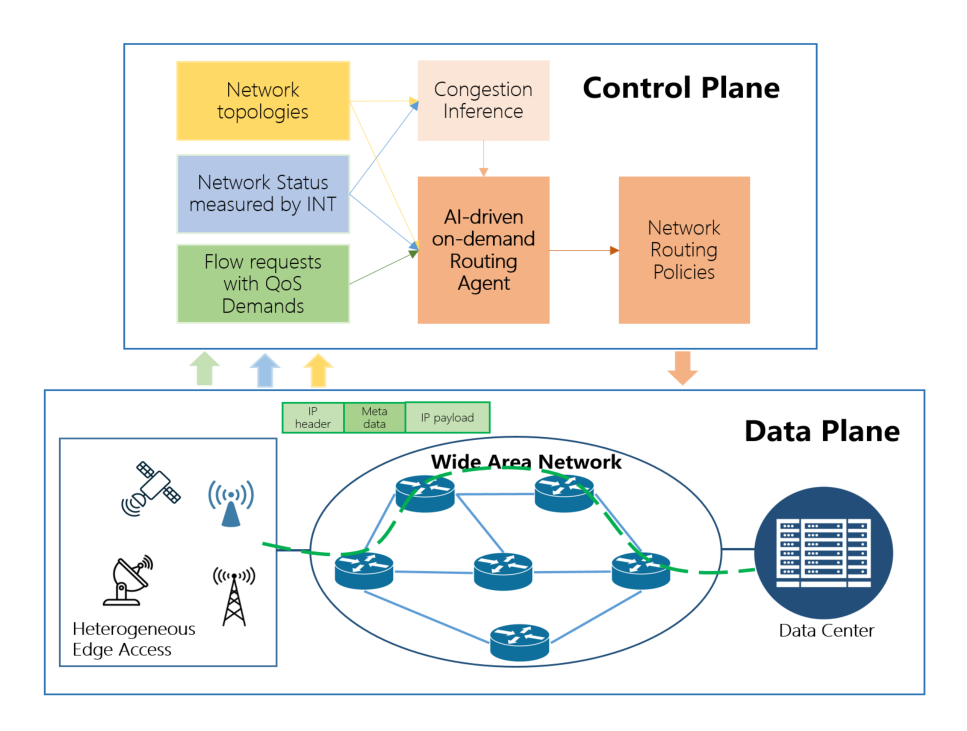 Control Plane
Network
topologies
Congestion
Inference
Network Status
measured by INT
AI-driven
on-demand
Routing
Agent
Network
Routing
Policies
Flow requests
with QoS
Demands
IP
header
Meta
data
IP payload
Data Plane
Wide Area Network
Heterogeneous
Edge Access
Data Center